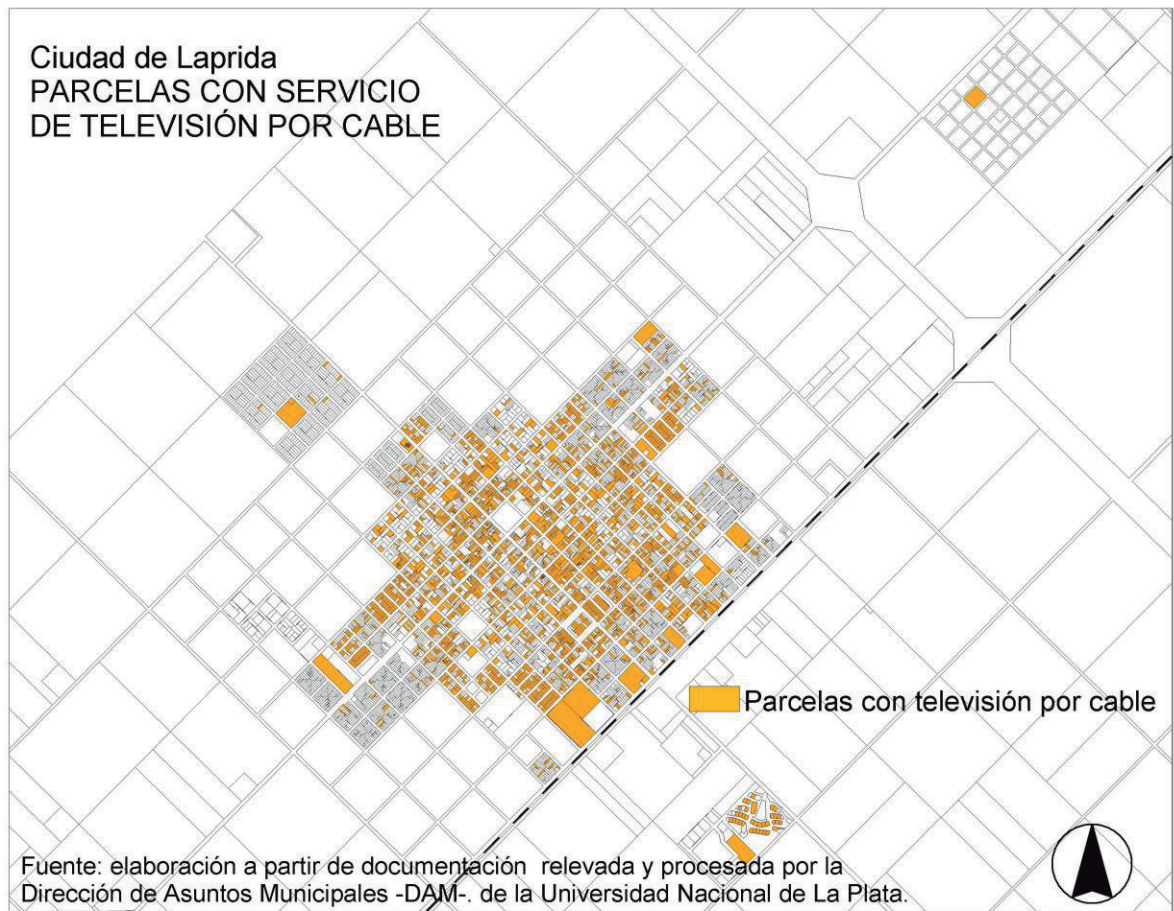 Ciudad de Laprida
PARCELAS CON SERVICIO
DE TELEVISIÓN POR CABLE
Parcelas con televisión por cable
Fuente: elaboración a partir de documentación relevada y procesada por la
Dirección de Asuntos Municipales -DAM-. de la Universidad Nacional de La Plata.